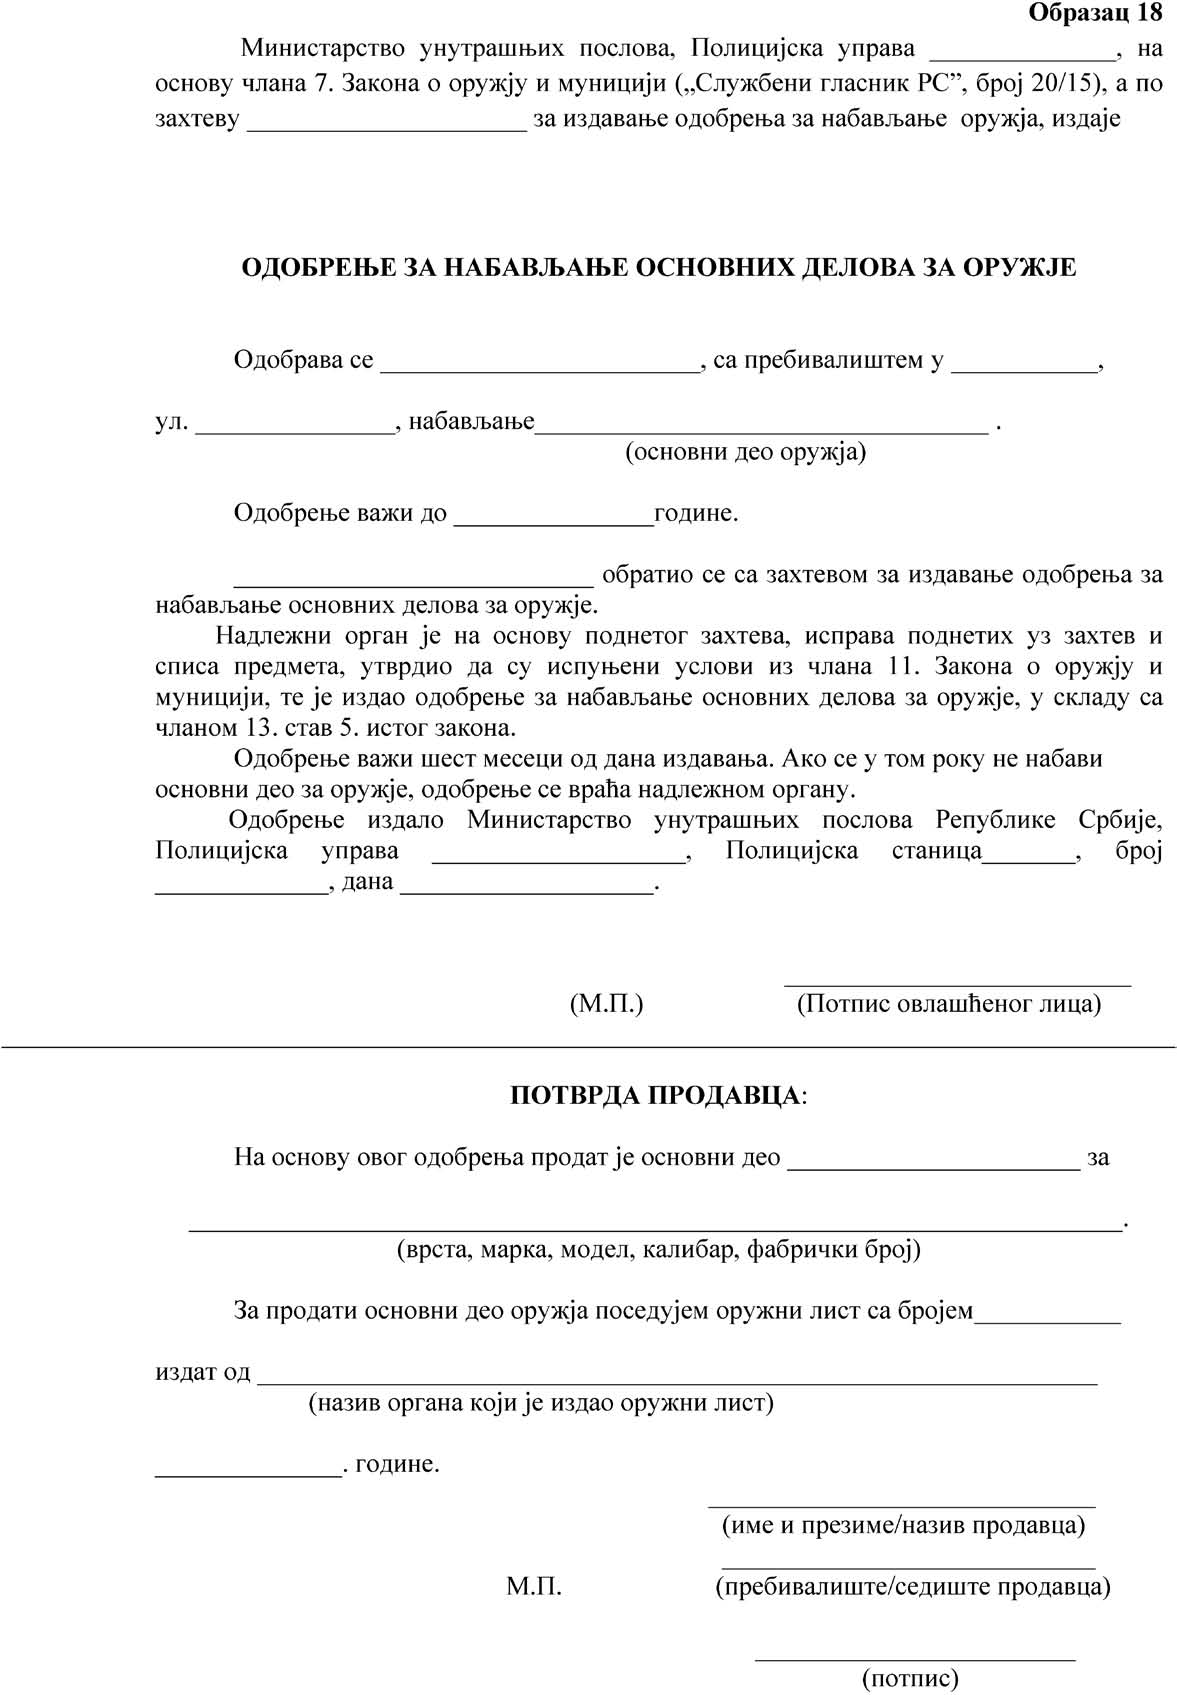 Образац 18
Министарство унутрашњих послова, Полицијска управа ______________, на
основу члана 7. Закона о оружју и муницији („Службени гласник РС”, број 20/15), а по
захтеву _____________________ за издавање одобрења за набављање оружја, издаје
ОДОБРЕЊЕ ЗА НАБАВЉАЊЕ ОСНОВНИХ ДЕЛОВА ЗА ОРУЖЈЕ
Одобрава се ________________________, са пребивалиштем у ___________,
ул. _______________, набављање__________________________________ .
(основни део оружја)
Одобрење важи до _______________године.
___________________________ обратио се са захтевом за издавање одобрења за
набављање основних делова за оружје.
Надлежни орган је на основу поднетог захтева, исправа поднетих уз захтев и
списа предмета, утврдио да су испуњени услови из члана 11. Закона о оружју и
муницији, те је издао одобрење за набављање основних делова за оружје, у складу са
чланом 13. став 5. истог закона.
Одобрење важи шест месеци од дана издавања. Ако се у том року не набави
основни део за оружје, одобрење се враћа надлежном органу.
Одобрење издало Министарство унутрашњих послова Републике Србије,
Полицијска управа ___________________, Полицијска станица_______, број
_____________, дана ___________________.
__________________________
(М.П.) (Потпис овлашћеног лица)
ПОТВРДА ПРОДАВЦА:
На основу овог одобрења продат је основни део ______________________ за
______________________________________________________________________.
(врста, марка, модел, калибар, фабрички број)
За продати основни део оружја поседујем оружни лист са бројем___________
издат од _______________________________________________________________
(назив органа који је издао оружни лист)
______________. године.
_____________________________
(име и презиме/назив продавца)
____________________________
М.П. (пребивалиште/седиште продавца)
________________________
(потпис)